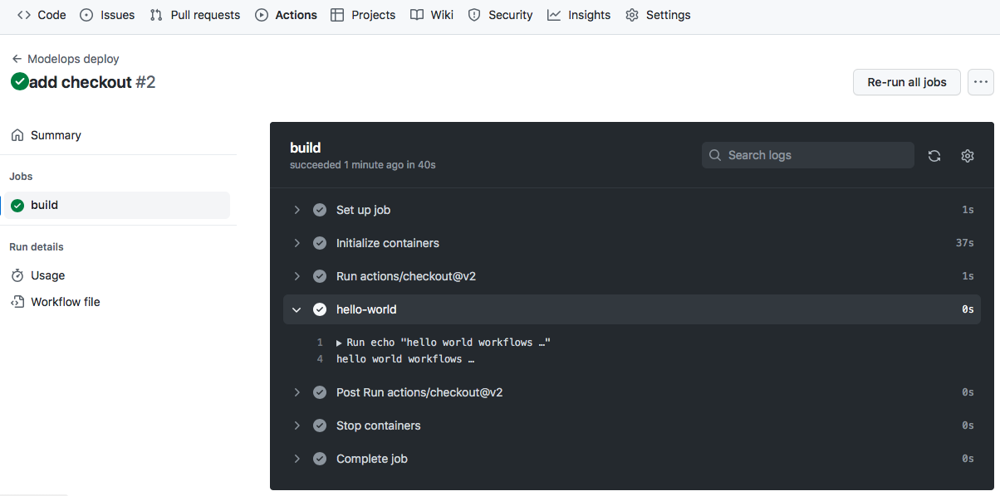 Code Issues Pull requests Actions Projects Wiki Security Insights Settings
Modelops deploy
add checkout #2
Re-run all jobs
Summary
Jobs
build
Run details
Usage
Workflow file
build
succeeded 1 minute ago in 40s
Search logs
Set up job 1s
Initialize containers 37s
Run actions/checkout@v2 1s
hello-world 0s
1 Run echo "hello world workflows …"
4 hello world workflows …
Post Run actions/checkout@v2 0s
Stop containers 0s
Complete job 0s